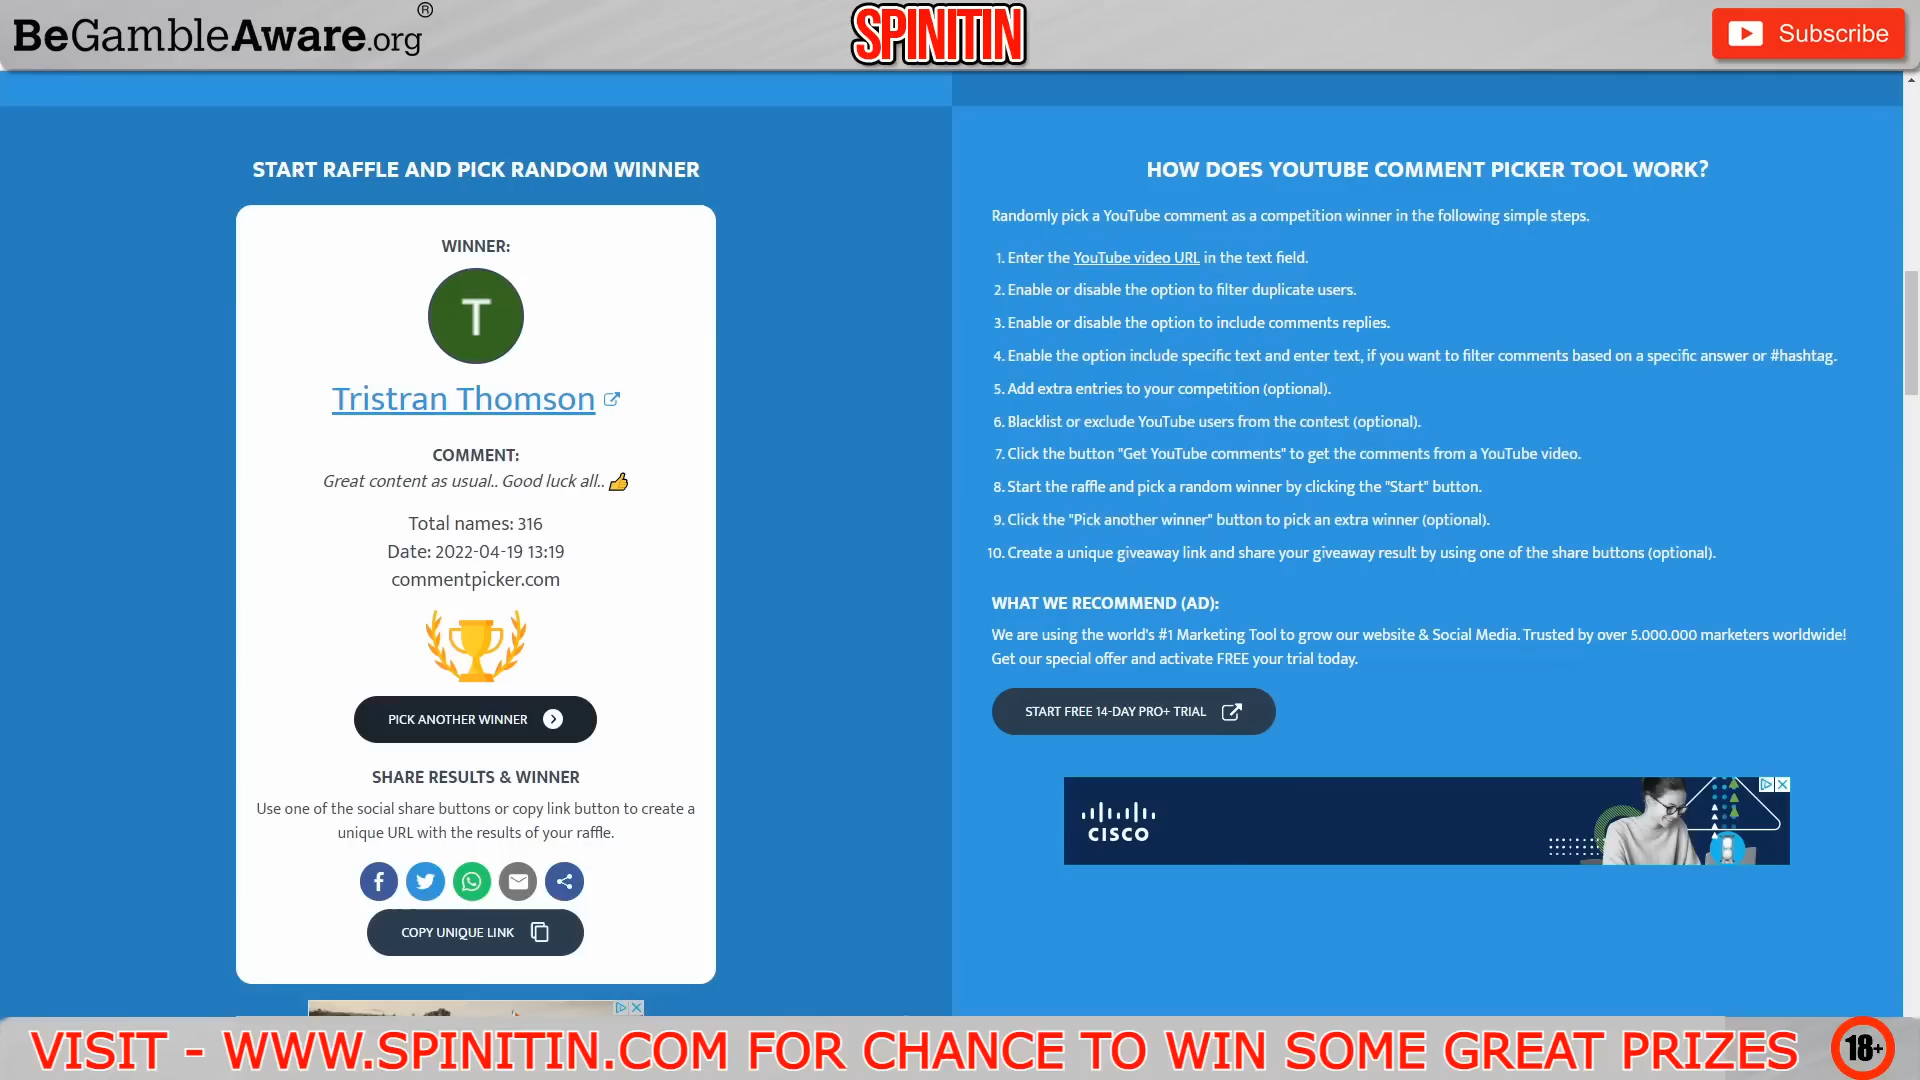 BeGambleAware.org®
SPINITIN
Subscribe
START RAFFLE AND PICK RANDOM WINNER
WINNER:
T
Tristran Thomson
COMMENT:
Great content as usual.. Good luck all.. 👍
Total names: 316
Date: 2022-04-19 13:19
commentpicker.com
PICK ANOTHER WINNER
SHARE RESULTS & WINNER
Use one of the social share buttons or copy link button to create a
unique URL with the results of your raffle.
COPY UNIQUE LINK
HOW DOES YOUTUBE COMMENT PICKER TOOL WORK?
Randomly pick a YouTube comment as a competition winner in the following simple steps.
1. Enter the YouTube video URL in the text field.
2. Enable or disable the option to filter duplicate users.
3. Enable or disable the option to include comments replies.
4. Enable the option include specific text and enter text, if you want to filter comments based on a specific answer or #hashtag.
5. Add extra entries to your competition (optional).
6. Blacklist or exclude YouTube users from the contest (optional).
7. Click the button "Get YouTube comments" to get the comments from a YouTube video.
8. Start the raffle and pick a random winner by clicking the "Start" button.
9. Click the "Pick another winner" button to pick an extra winner (optional).
10. Create a unique giveaway link and share your giveaway result by using one of the share buttons (optional).
WHAT WE RECOMMEND (AD):
We are using the world's #1 Marketing Tool to grow our website & Social Media. Trusted by over 5.000.000 marketers worldwide!
Get our special offer and activate FREE your trial today.
START FREE 14-DAY PRO+ TRIAL
CISCO
VISIT - WWW.SPINITIN.COM FOR CHANCE TO WIN SOME GREAT PRIZES
18+